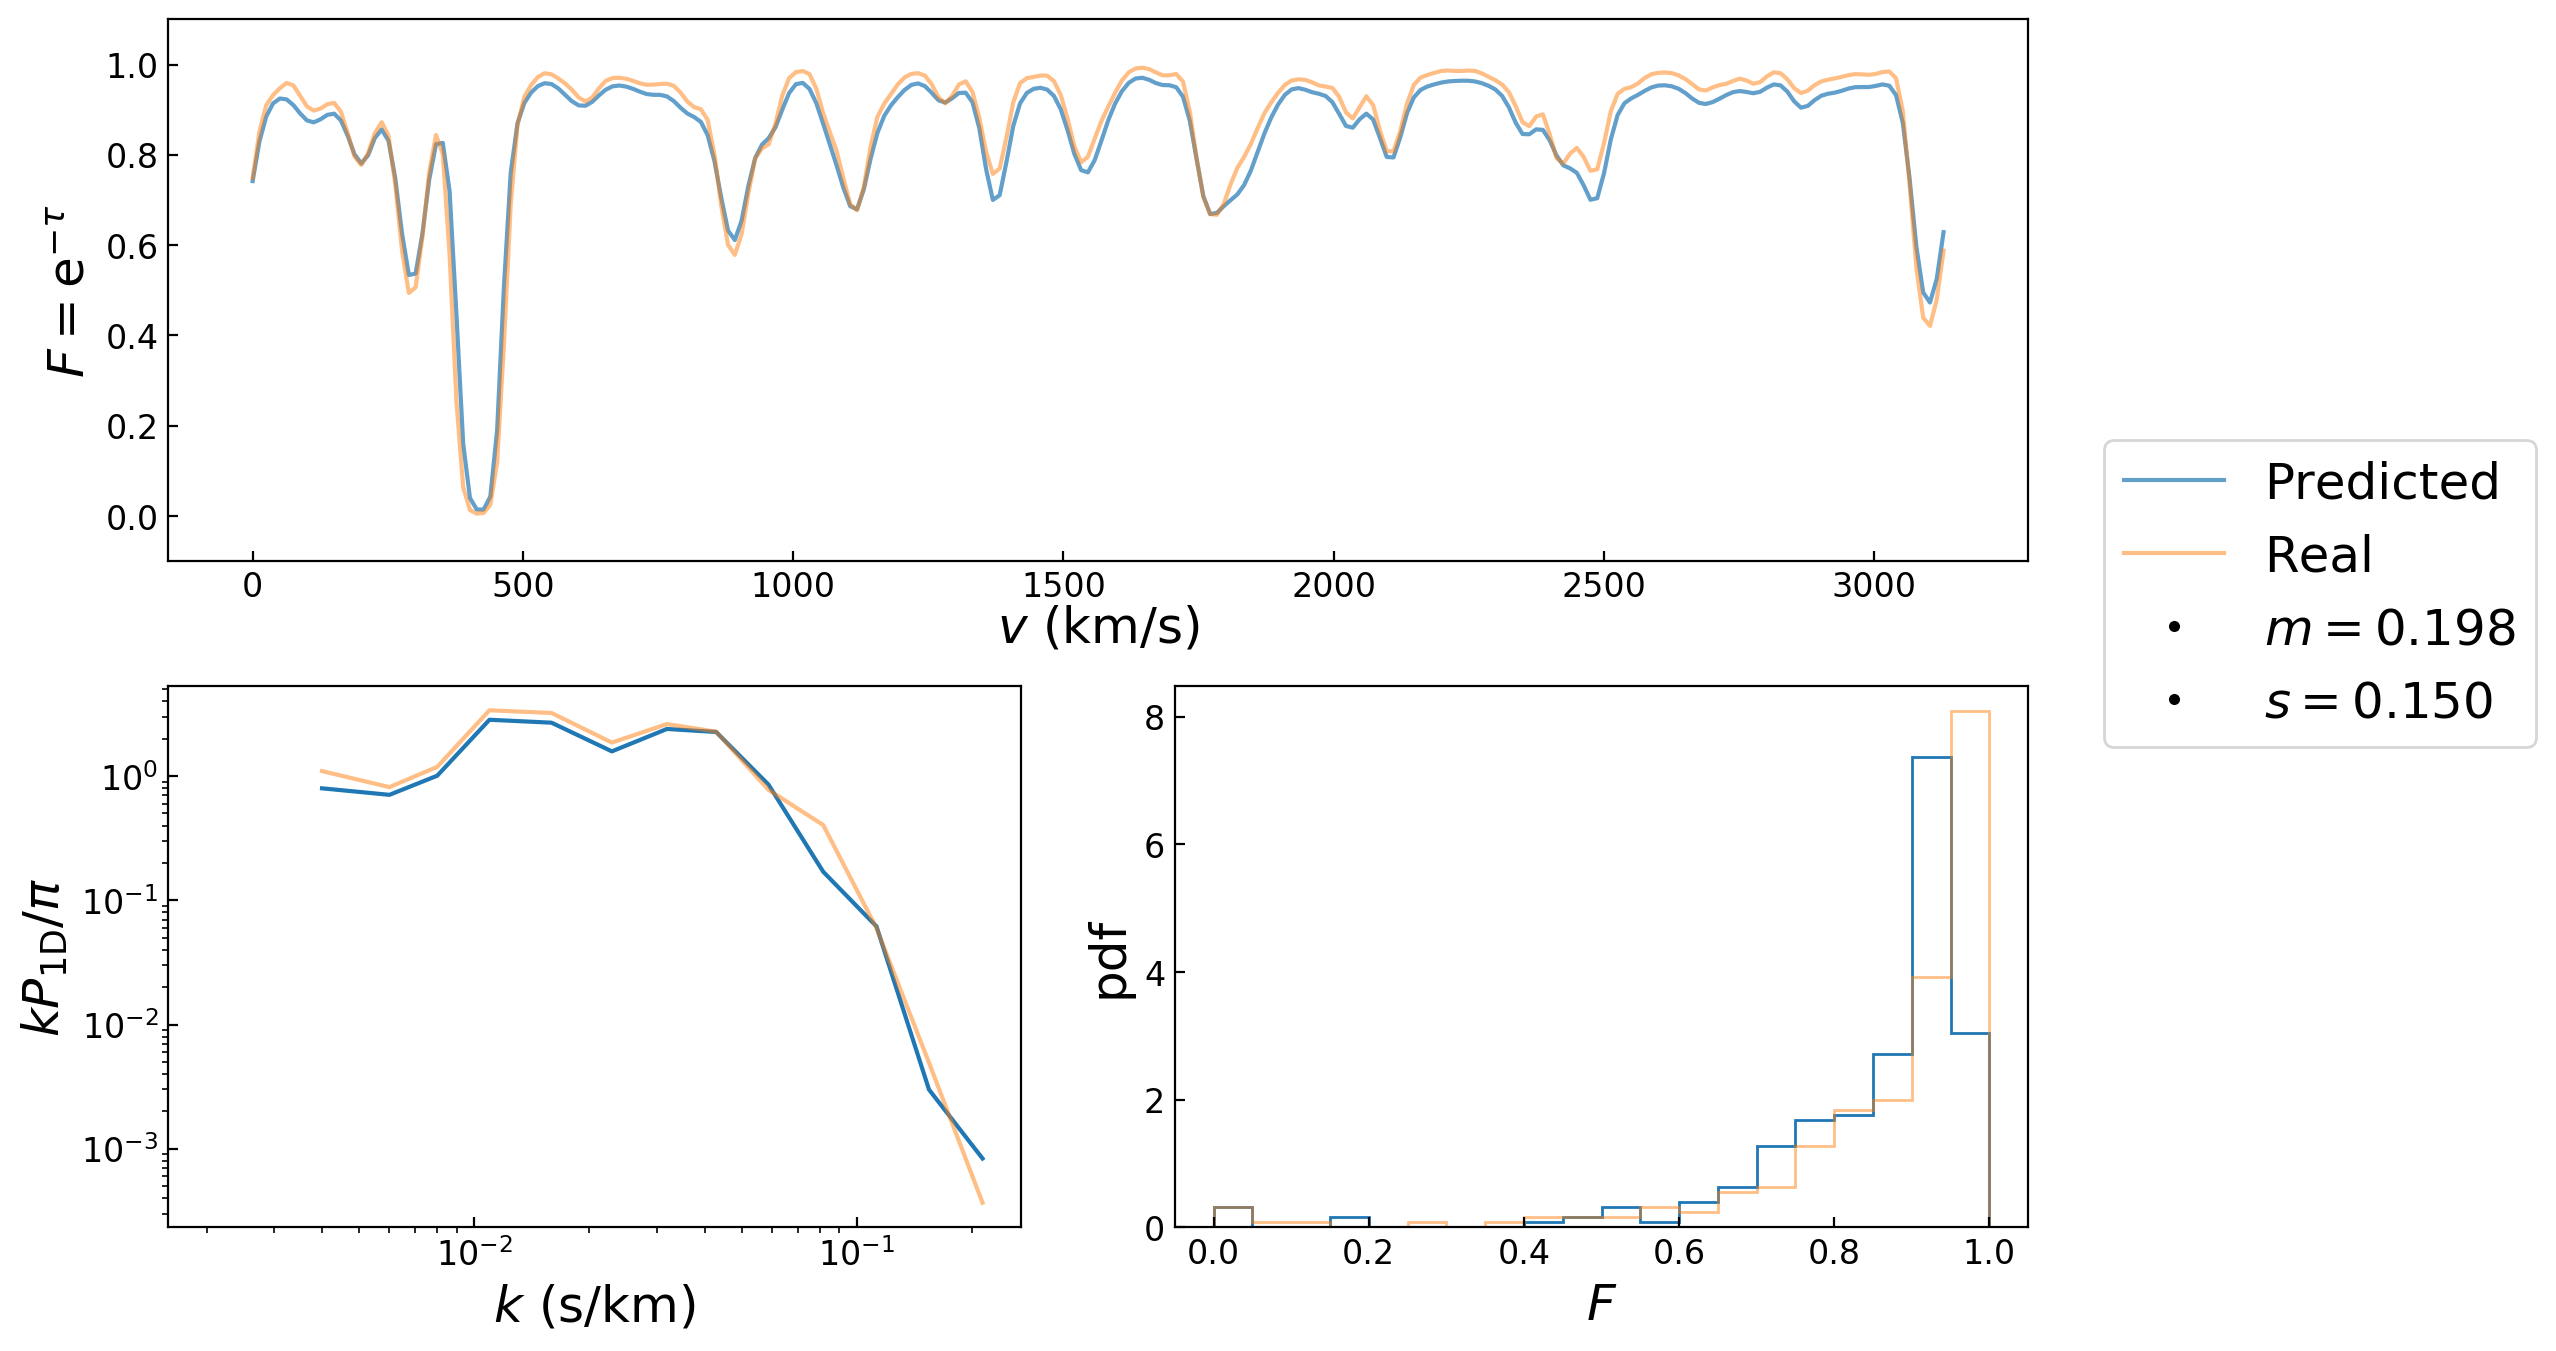 1.0
0.8
0.6
0.4
0.2
0.0
F = e^{-τ}
0 500 1000 1500 2000 2500 3000
v (km/s)
Predicted
Real
m = 0.198
s = 0.150
10^0
10^{-1}
10^{-2}
10^{-3}
kP_{1D}/π
10^{-2} 10^{-1}
k (s/km)
8
6
4
2
0
pdf
0.0 0.2 0.4 0.6 0.8 1.0
F